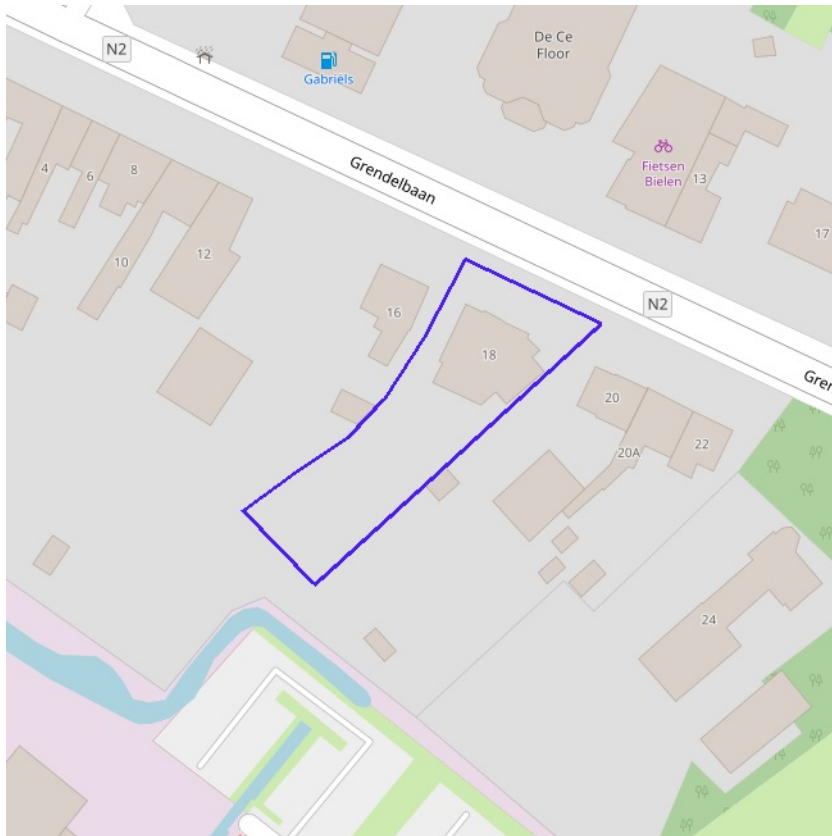 N2
Gabriëls
De Ce
Floor
Grendelbaan
Fietsen
Bielen
13
17
4
6
8
10
12
16
18
N2
Gren
20
20A
22
24